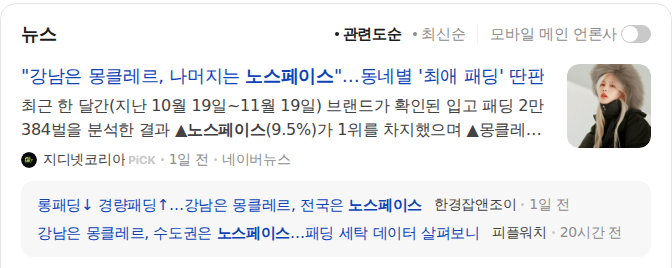 뉴스
• 관련도순 • 최신순 모바일 메인 언론사
"강남은 몽클레르, 나머지는 노스페이스"…동네별 '최애 패딩' 딴판
최근 한 달간(지난 10월 19일~11월 19일) 브랜드가 확인된 입고 패딩 2만
384벌을 분석한 결과 ▲노스페이스(9.5%)가 1위를 차지했으며 ▲몽클레...
지디넷코리아 PiCK · 1일 전 · 네이버뉴스
롱패딩↓ 경량패딩↑…강남은 몽클레르, 전국은 노스페이스 한경잡앤조이 · 1일 전
강남은 몽클레르, 수도권은 노스페이스…패딩 세탁 데이터 살펴보니 피플워치 · 20시간 전